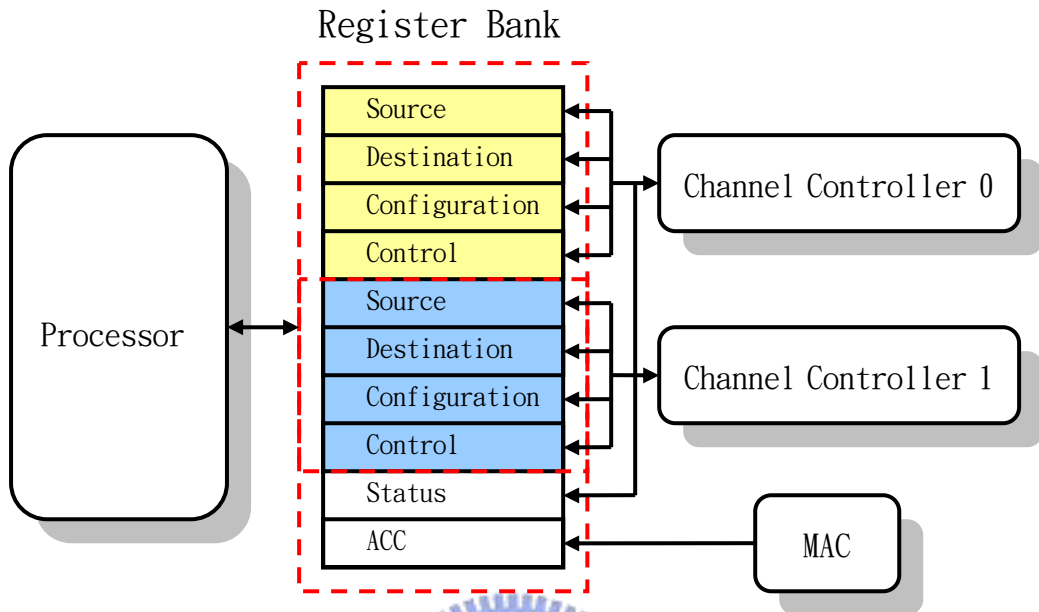 Register Bank
Source
Destination
Configuration
Control
Source
Destination
Configuration
Control
Status
ACC
Processor
Channel Controller 0
Channel Controller 1
MAC